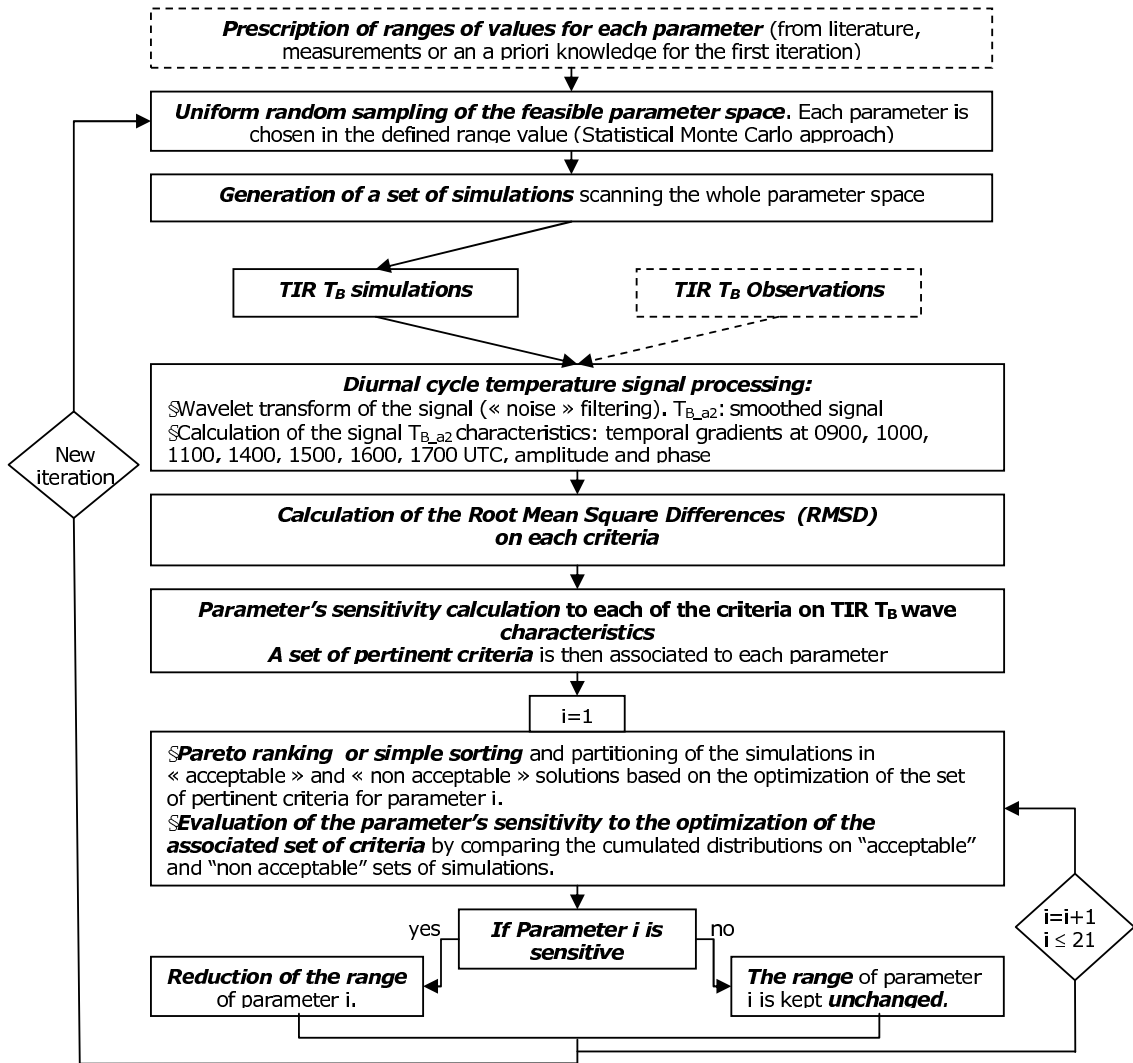 Prescription of ranges of values for each parameter (from literature,
measurements or an a priori knowledge for the first iteration)
Uniform random sampling of the feasible parameter space. Each parameter is
chosen in the defined range value (Statistical Monte Carlo approach)
Generation of a set of simulations scanning the whole parameter space
TIR TB simulations
TIR TB Observations
Diurnal cycle temperature signal processing:
§Wavelet transform of the signal (« noise » filtering). TB_a2: smoothed signal
§Calculation of the signal TB_a2 characteristics: temporal gradients at 0900, 1000,
1100, 1400, 1500, 1600, 1700 UTC, amplitude and phase
New
iteration
Calculation of the Root Mean Square Differences (RMSD)
on each criteria
Parameter's sensitivity calculation to each of the criteria on TIR TB wave
characteristics
A set of pertinent criteria is then associated to each parameter
i=1
§Pareto ranking or simple sorting and partitioning of the simulations in
« acceptable » and « non acceptable » solutions based on the optimization of the set
of pertinent criteria for parameter i.
§Evaluation of the parameter's sensitivity to the optimization of the
associated set of criteria by comparing the cumulated distributions on “acceptable”
and “non acceptable” sets of simulations.
i=i+1
i ≤ 21
yes
If Parameter i is
sensitive
no
Reduction of the range
of parameter i.
The range of parameter
i is kept unchanged.